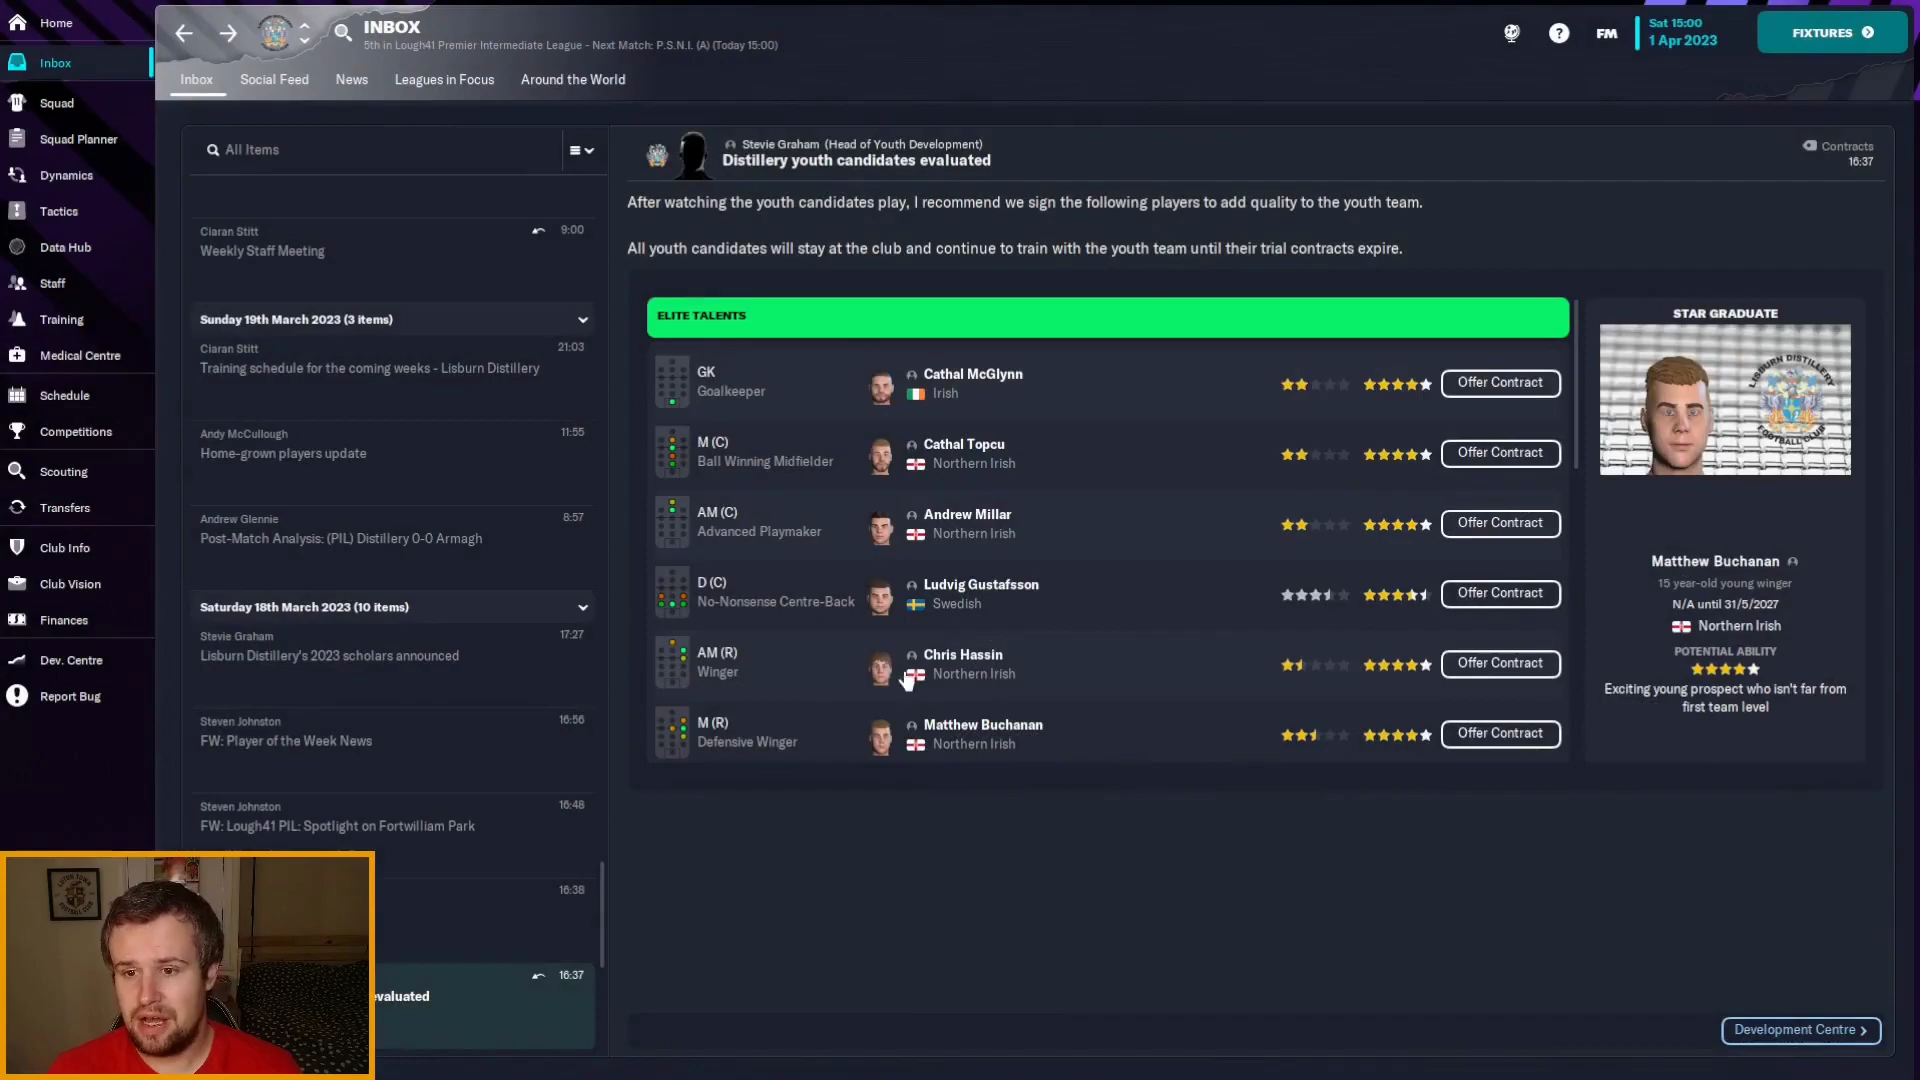 Home
Inbox
Squad
Squad Planner
Dynamics
Tactics
Data Hub
Staff
Training
Medical Centre
Schedule
Competitions
Scouting
Transfers
Club Info
Club Vision
Finances
Dev. Centre
Report Bug
INBOX
5th in Lough41 Premier Intermediate League - Next Match: P.S.N.I. (A) (Today 15:00)
FM
Sat 15:00
1 Apr 2023
FIXTURES
Inbox
Social Feed
News
Leagues in Focus
Around the World
All Items
Ciaran Stitt
9:00
Weekly Staff Meeting
Sunday 19th March 2023 (3 items)
Ciaran Stitt
21:03
Training schedule for the coming weeks - Lisburn Distillery
Andy McCullough
11:55
Home-grown players update
Andrew Glennie
8:57
Post-Match Analysis: (PIL) Distillery 0-0 Armagh
Saturday 18th March 2023 (10 items)
Stevie Graham
17:27
Lisburn Distillery's 2023 scholars announced
Steven Johnston
16:56
FW: Player of the Week News
Steven Johnston
16:48
FW: Lough41 PIL: Spotlight on Fortwilliam Park
16:38
16:37
evaluated
LUTON TOWN
Stevie Graham (Head of Youth Development)
Distillery youth candidates evaluated
Contracts
16:37
After watching the youth candidates play, I recommend we sign the following players to add quality to the youth team.
All youth candidates will stay at the club and continue to train with the youth team until their trial contracts expire.
ELITE TALENTS
GK
Goalkeeper
Cathal McGlynn
Irish
Offer Contract
M (C)
Ball Winning Midfielder
Cathal Topcu
Northern Irish
Offer Contract
AM (C)
Advanced Playmaker
Andrew Millar
Northern Irish
Offer Contract
D (C)
No-Nonsense Centre-Back
Ludvig Gustafsson
Swedish
Offer Contract
AM (R)
Winger
Chris Hassin
Northern Irish
Offer Contract
M (R)
Defensive Winger
Matthew Buchanan
Northern Irish
Offer Contract
STAR GRADUATE
LISBURN DISTILLERY
FOOTBALL CLUB
Matthew Buchanan
15 year-old young winger
N/A until 31/5/2027
Northern Irish
POTENTIAL ABILITY
Exciting young prospect who isn't far from
first team level
Development Centre